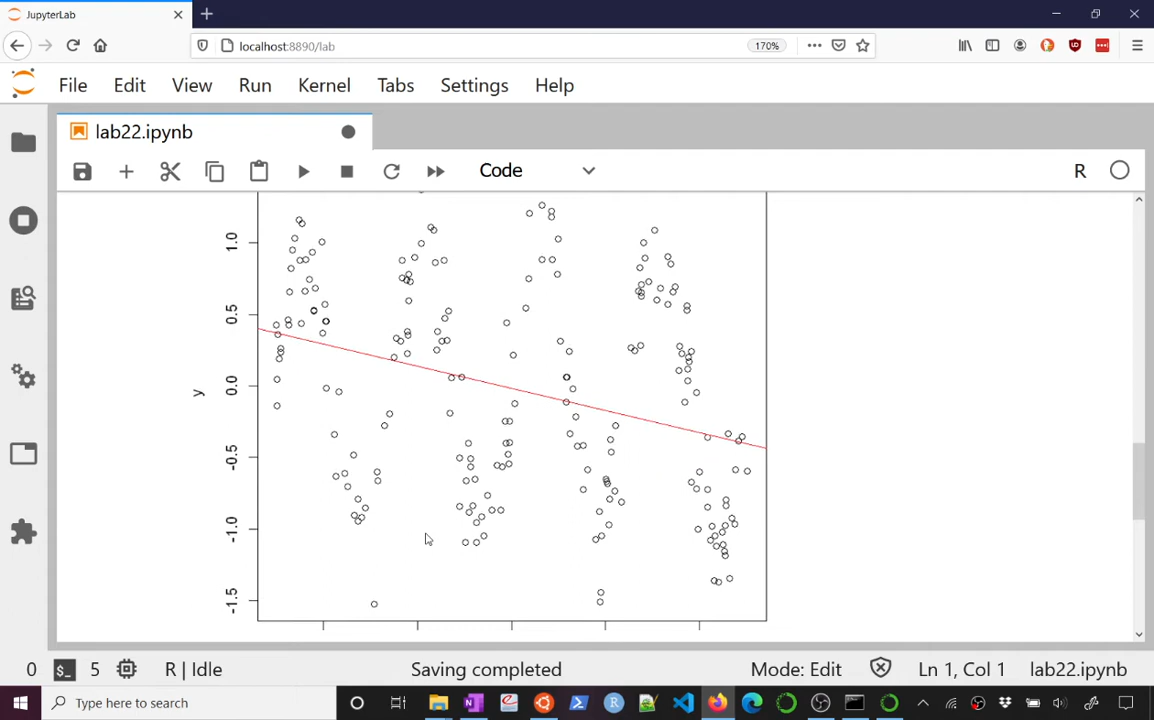 JupyterLab
localhost:8890/lab
170%
File Edit View Run Kernel Tabs Settings Help
lab22.ipynb
Code
R
1.0
0.5
0.0
-0.5
-1.0
-1.5
y
0 $_ 5 R | Idle Saving completed Mode: Edit Ln 1, Col 1 lab22.ipynb
Type here to search